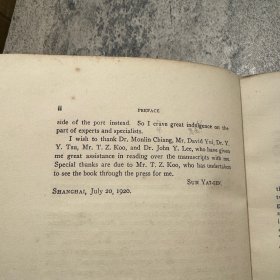 ii PREFACE
side of the port instead. So I crave great indulgence on the
part of experts and specialists.
I wish to thank Dr. Monlin Chiang, Mr. David Yui, Dr. Y.
Y. Tsu, Mr. T. Z. Koo, and Dr. John Y. Lee, who have given
me great assistance in reading over the manuscripts with me.
Special thanks are due to Mr. T. Z. Koo, who has undertaken
to see the book through the press for me.
SUN YAT-SEN.
SHANGHAI, July 20, 1920.